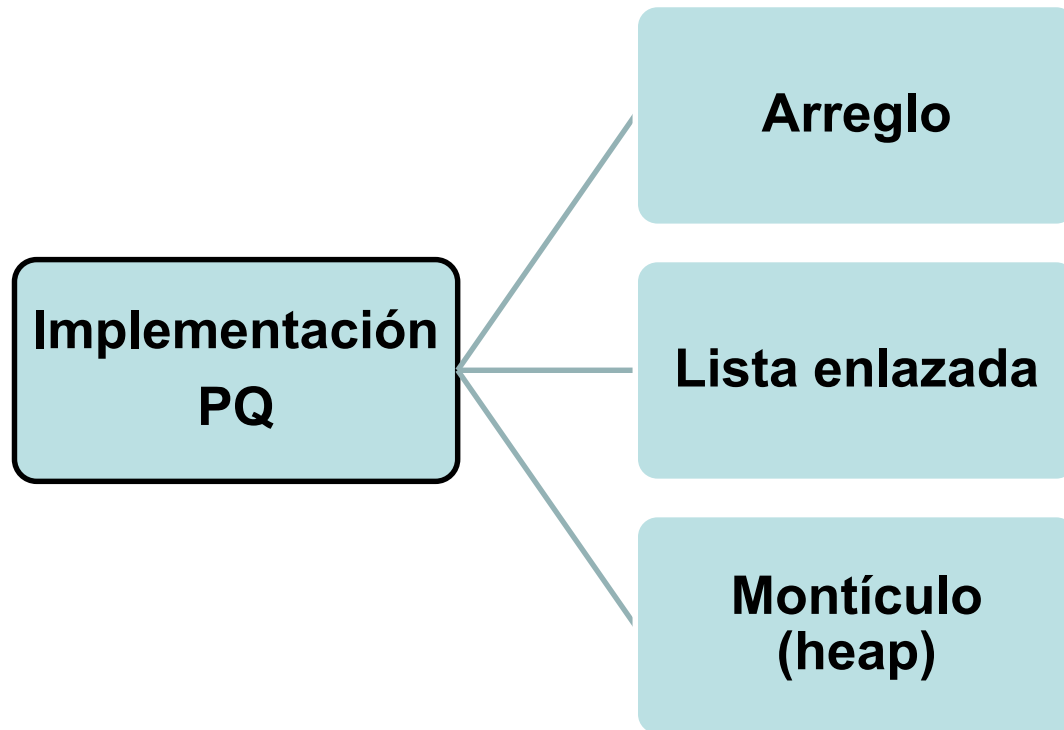 Implementación
PQ
Arreglo
Lista enlazada
Montículo
(heap)